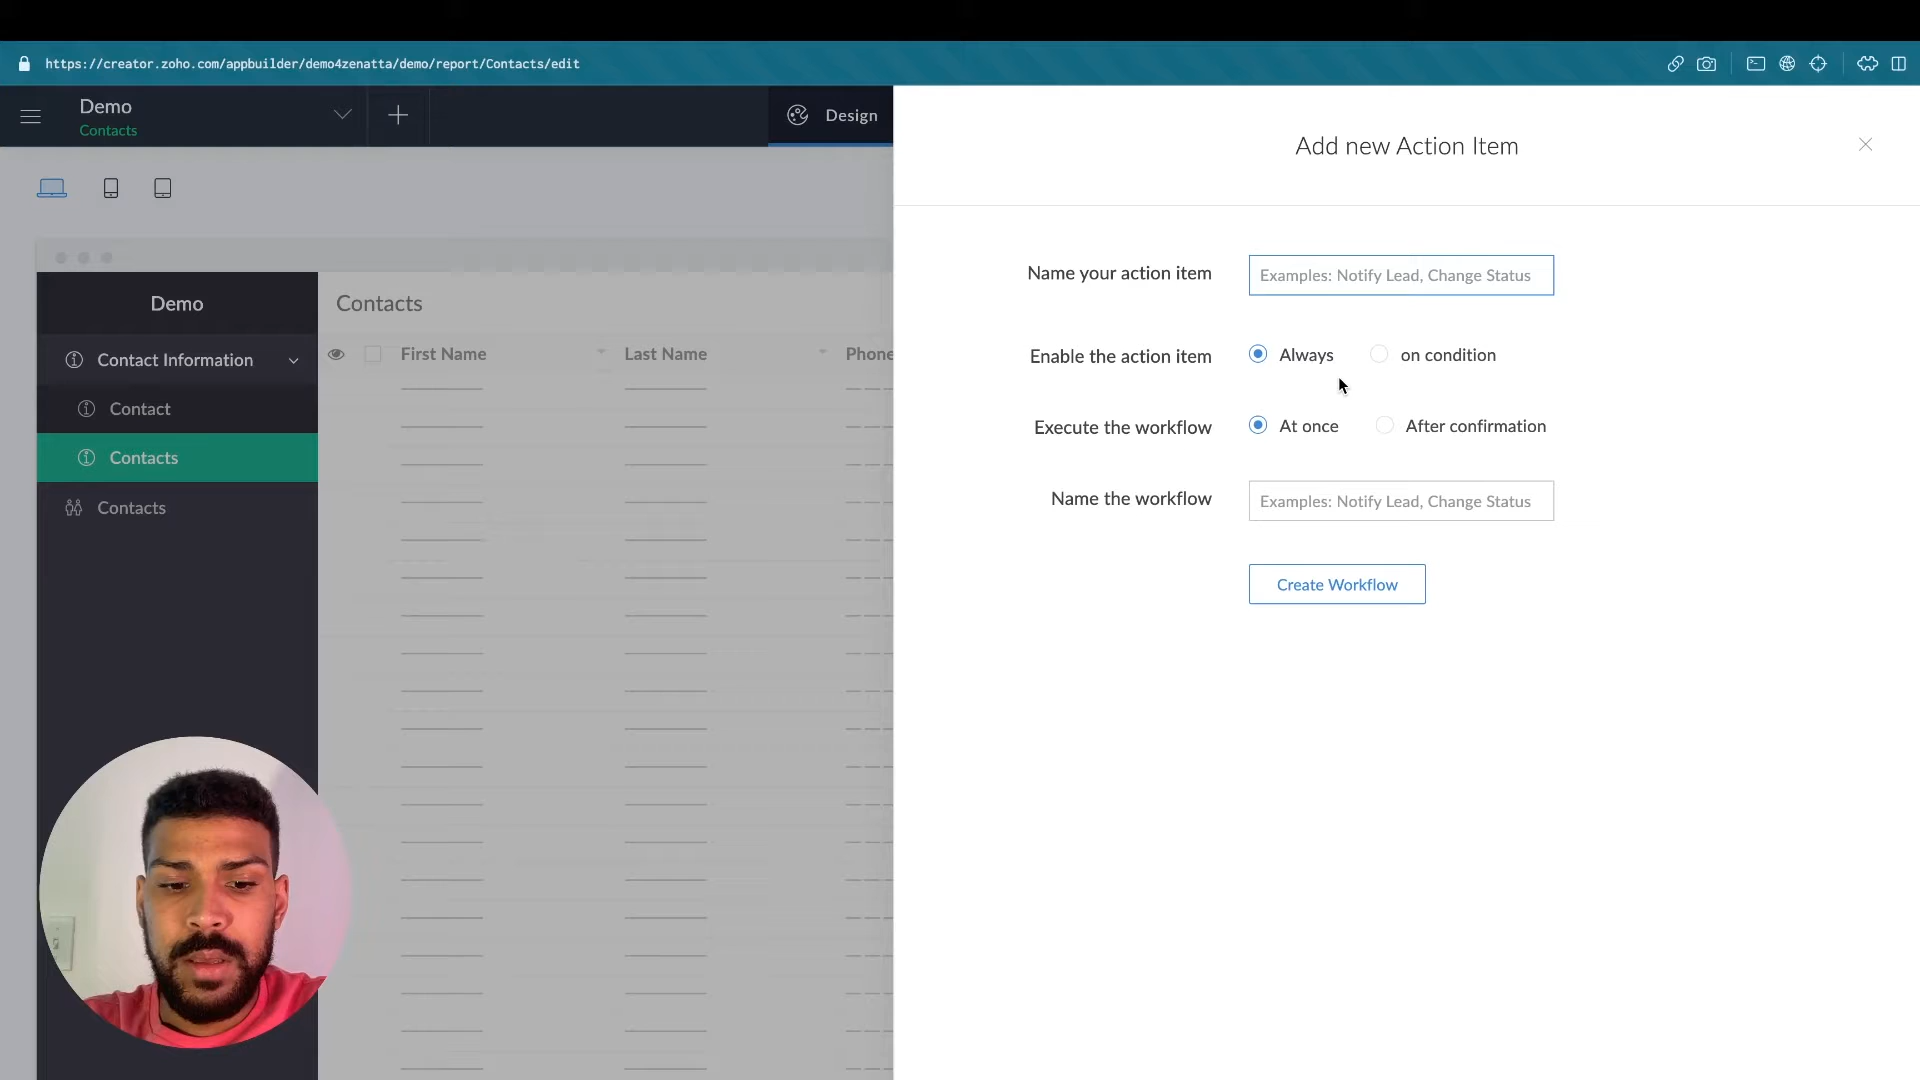 https://creator.zoho.com/appbuilder/demo4zenatta/demo/report/Contacts/edit
Demo
Contacts
Design
Add new Action Item
Demo
Contacts
Contact Information
First Name
Last Name
Phone
Contact
Contacts
Contacts
Name your action item
Examples: Notify Lead, Change Status
Enable the action item
Always
on condition
Execute the workflow
At once
After confirmation
Name the workflow
Examples: Notify Lead, Change Status
Create Workflow